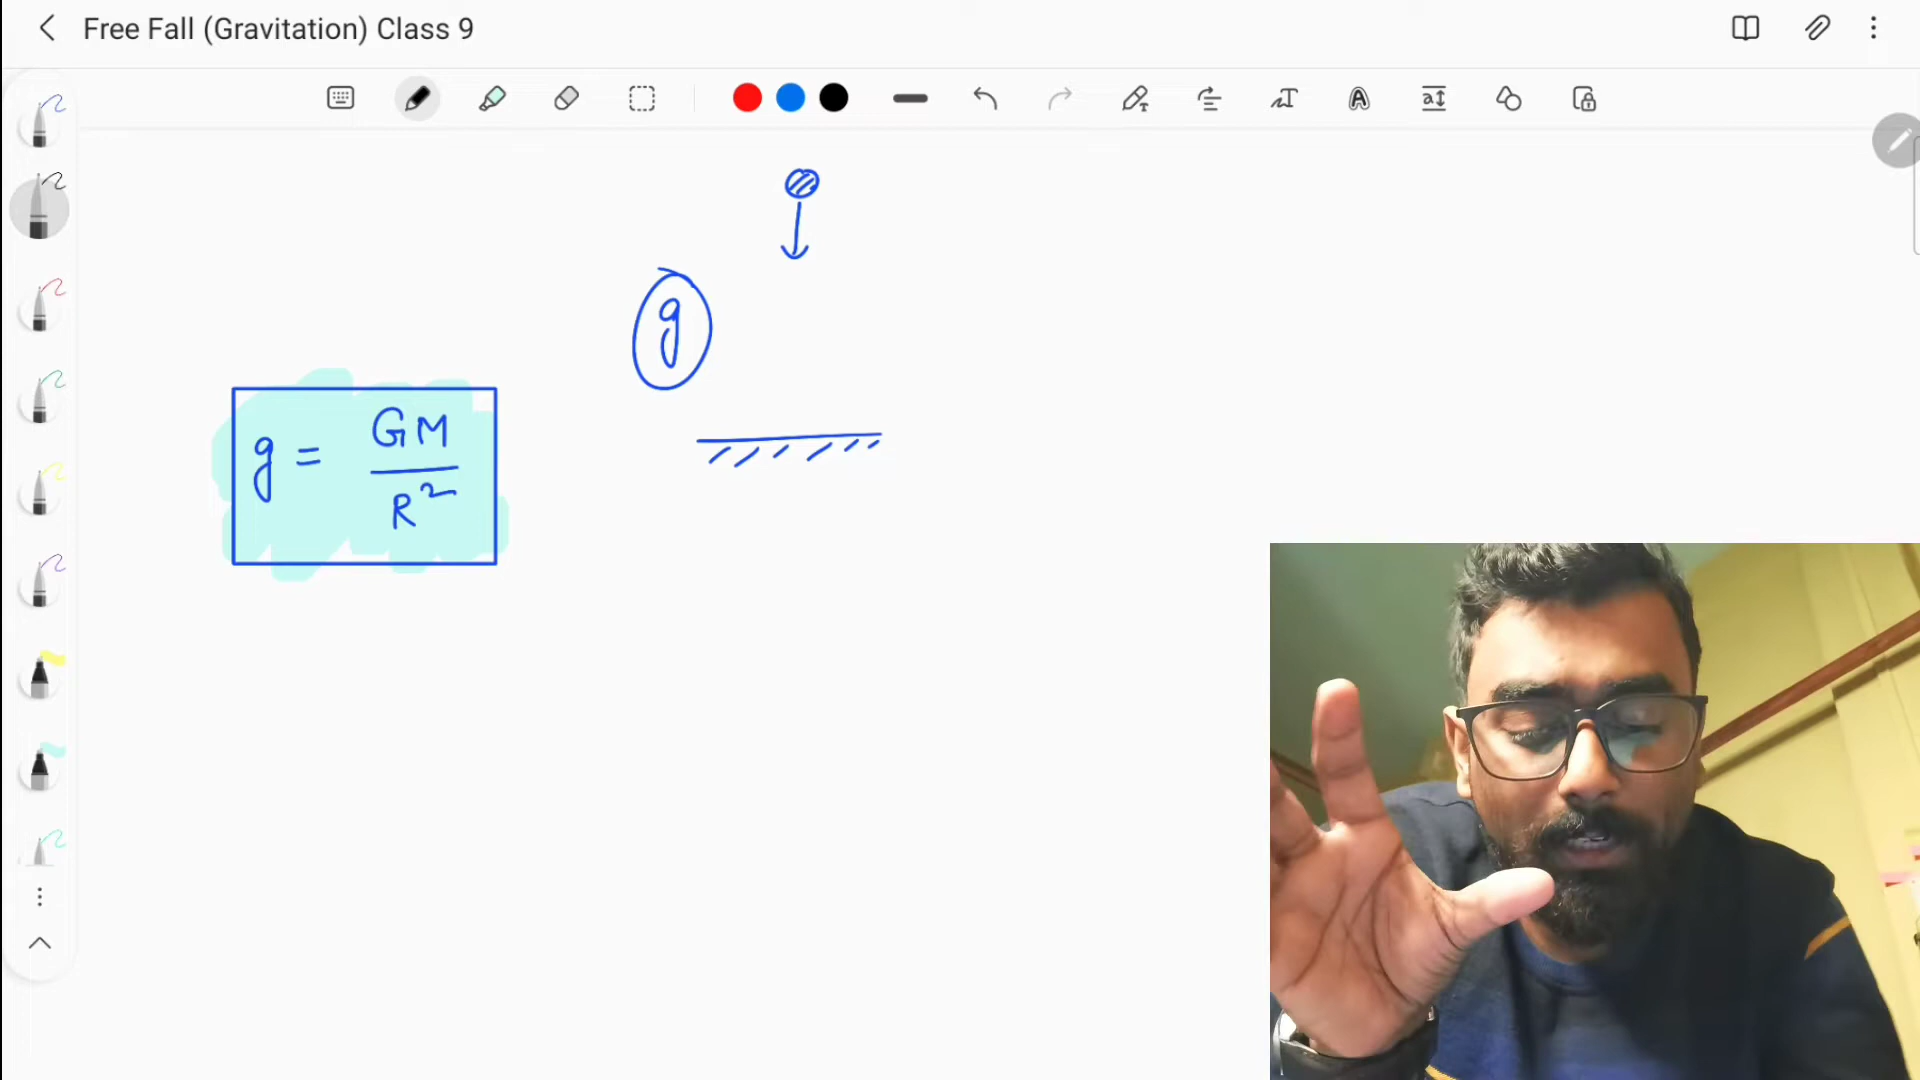 Free Fall (Gravitation) Class 9
g
g = GM
R²